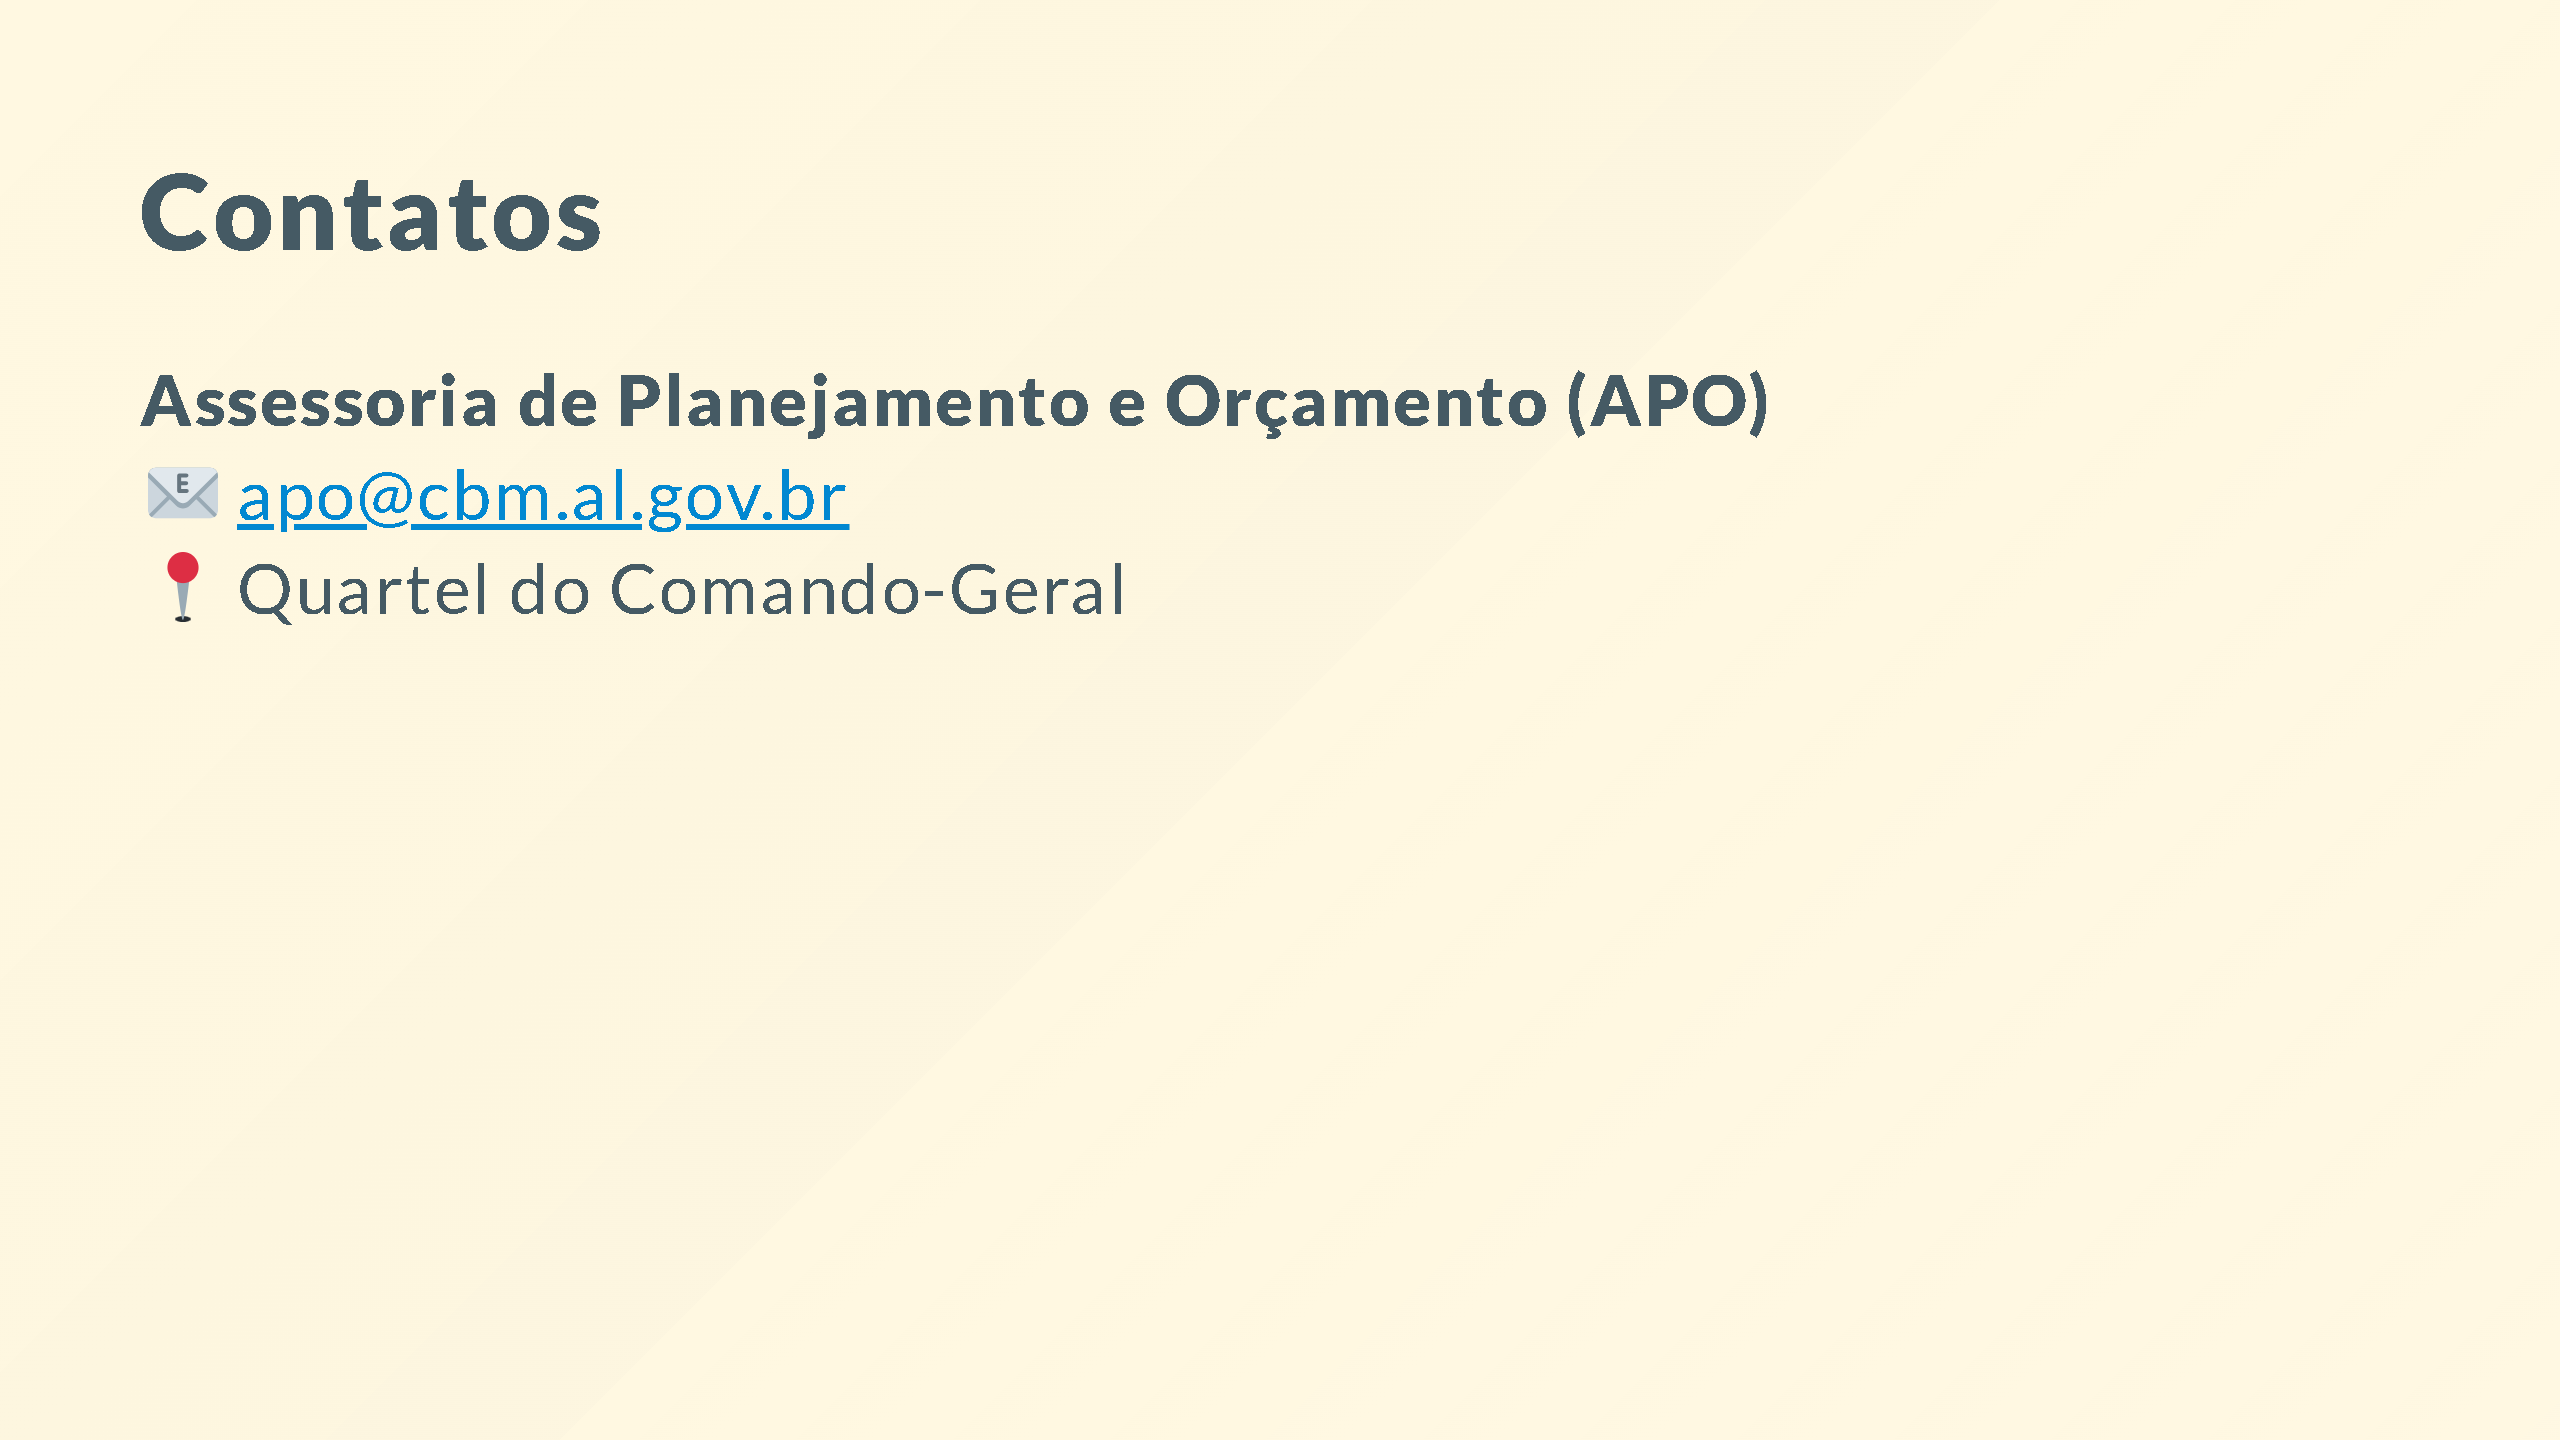 Contatos
Assessoria de Planejamento e Orçamento (APO)
📧 apo@cbm.al.gov.br
📍 Quartel do Comando-Geral